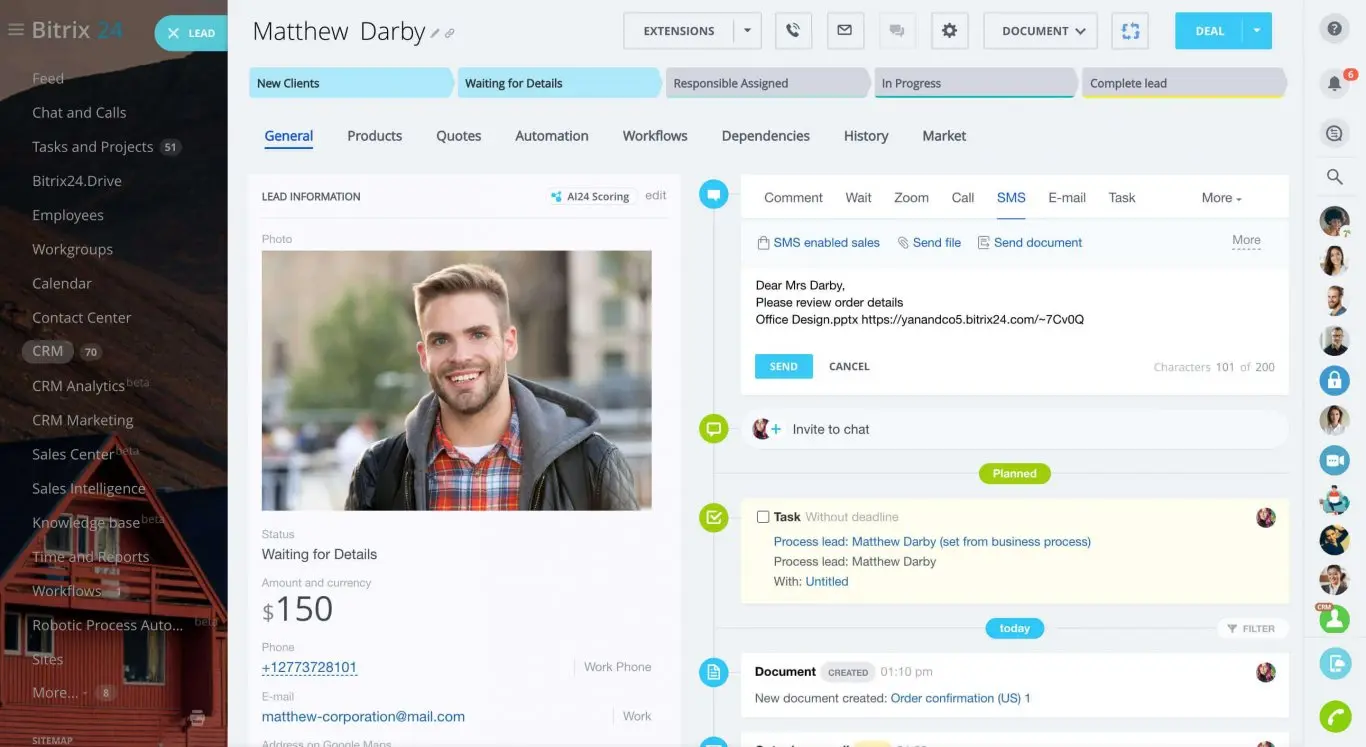 Bitrix 24
LEAD
Feed
Chat and Calls
Tasks and Projects 51
Bitrix24.Drive
Employees
Workgroups
Calendar
Contact Center
CRM 70
CRM Analytics beta
CRM Marketing
Sales Center beta
Sales Intelligence
Knowledge base beta
Time and Reports
Workflows 1
Robotic Process Auto... beta
Sites
More... 8
SITEMAP
Matthew Darby
EXTENSIONS
DOCUMENT
DEAL
New Clients
Waiting for Details
Responsible Assigned
In Progress
Complete lead
General
Products
Quotes
Automation
Workflows
Dependencies
History
Market
LEAD INFORMATION
AI24 Scoring
edit
Photo
Status
Waiting for Details
Amount and currency
$150
Phone
+12773728101
Work Phone
E-mail
matthew-corporation@mail.com
Work
Address on Google Maps
Comment
Wait
Zoom
Call
SMS
E-mail
Task
More
SMS enabled sales
Send file
Send document
More
Dear Mrs Darby,
Please review order details
Office Design.pptx https://yanandco5.bitrix24.com/~7Cv0Q
SEND
CANCEL
Characters 101 of 200
Invite to chat
Planned
Task Without deadline
Process lead: Matthew Darby (set from business process)
Process lead: Matthew Darby
With: Untitled
today
FILTER
Document CREATED 01:10 pm
New document created: Order confirmation (US) 1
6
CRM